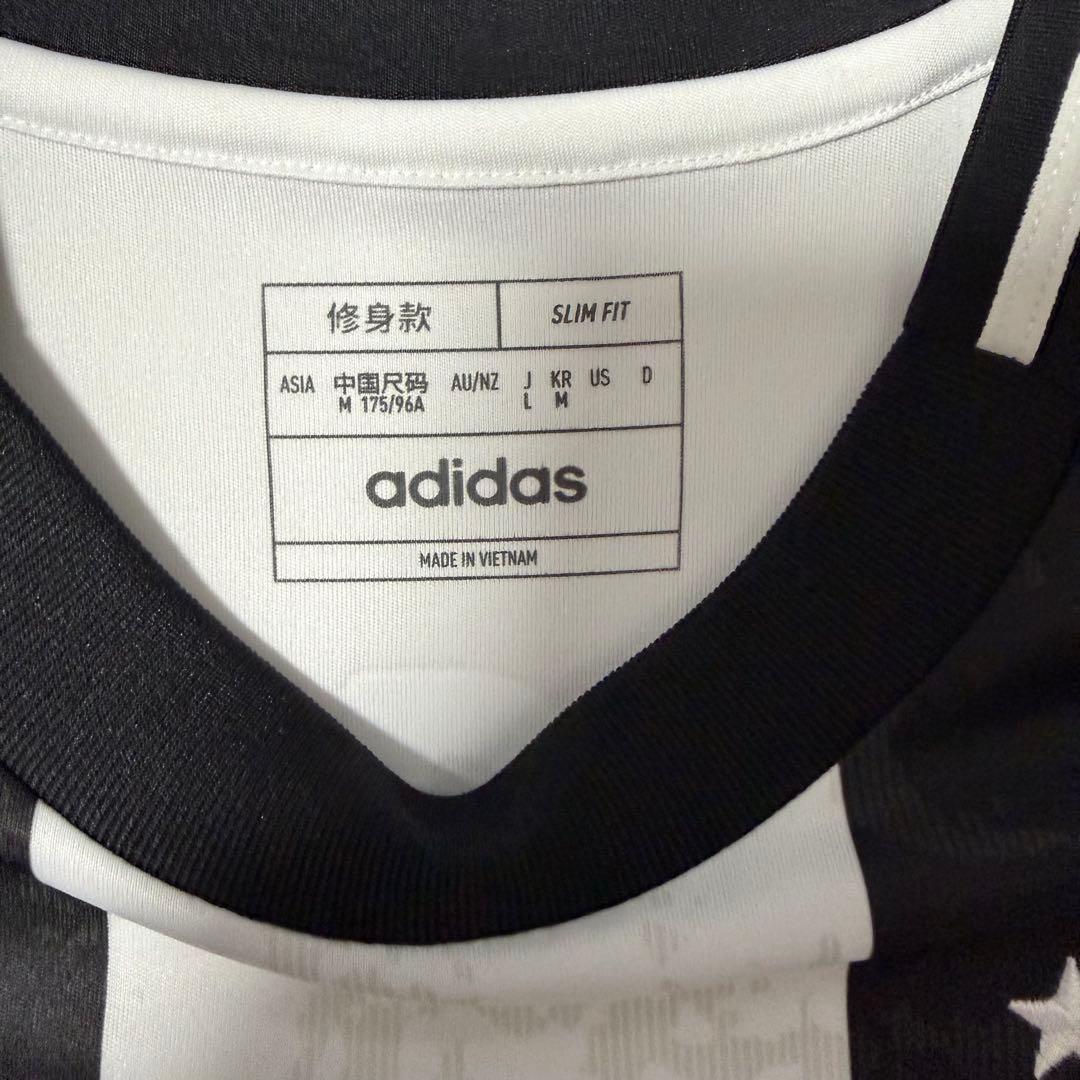 修身款 SLIM FIT
ASIA 中国尺码 AU/NZ J KR US D
M 175/96A L M
adidas
MADE IN VIETNAM